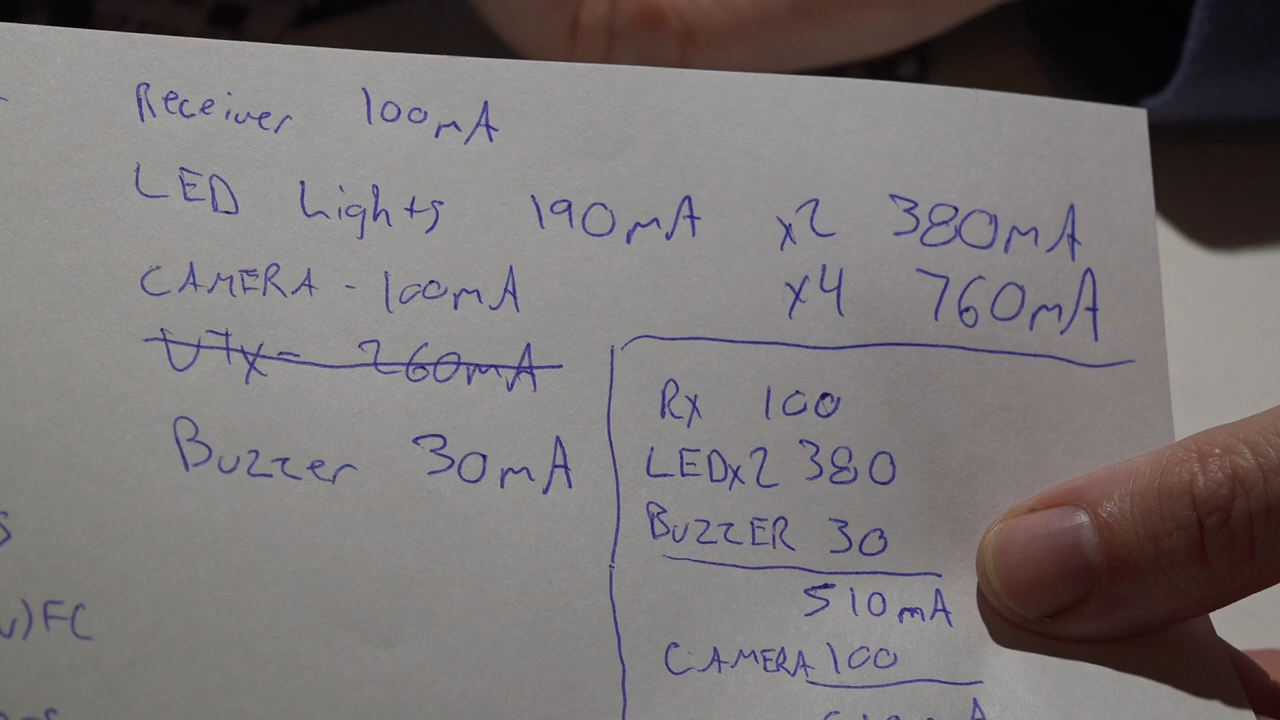 Receiver 100mA
LED Lights 190mA x2 380mA
CAMERA - 100mA x4 760mA
VTx- 260mA
Buzzer 30mA
Rx 100
LEDx2 380
BUZZER 30
510mA
CAMERA 100
)FC